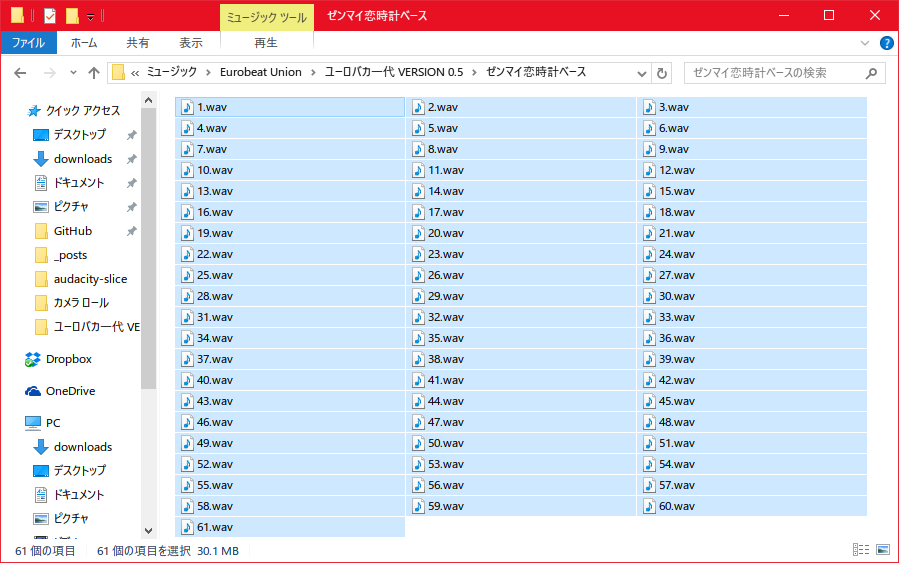 ミュージック ツール
ゼンマイ恋時計ベース
ファイル ホーム 共有 表示 再生
« ミュージック > Eurobeat Union > ユーロバカ一代 VERSION 0.5 > ゼンマイ恋時計ベース
ゼンマイ恋時計ベースの検索
クイック アクセス
デスクトップ
downloads
ドキュメント
ピクチャ
GitHub
_posts
audacity-slice
カメラ ロール
ユーロバカ一代 VE
Dropbox
OneDrive
PC
downloads
デスクトップ
ドキュメント
ピクチャ
1.wav 2.wav 3.wav
4.wav 5.wav 6.wav
7.wav 8.wav 9.wav
10.wav 11.wav 12.wav
13.wav 14.wav 15.wav
16.wav 17.wav 18.wav
19.wav 20.wav 21.wav
22.wav 23.wav 24.wav
25.wav 26.wav 27.wav
28.wav 29.wav 30.wav
31.wav 32.wav 33.wav
34.wav 35.wav 36.wav
37.wav 38.wav 39.wav
40.wav 41.wav 42.wav
43.wav 44.wav 45.wav
46.wav 47.wav 48.wav
49.wav 50.wav 51.wav
52.wav 53.wav 54.wav
55.wav 56.wav 57.wav
58.wav 59.wav 60.wav
61.wav
61 個の項目 61 個の項目を選択 30.1 MB